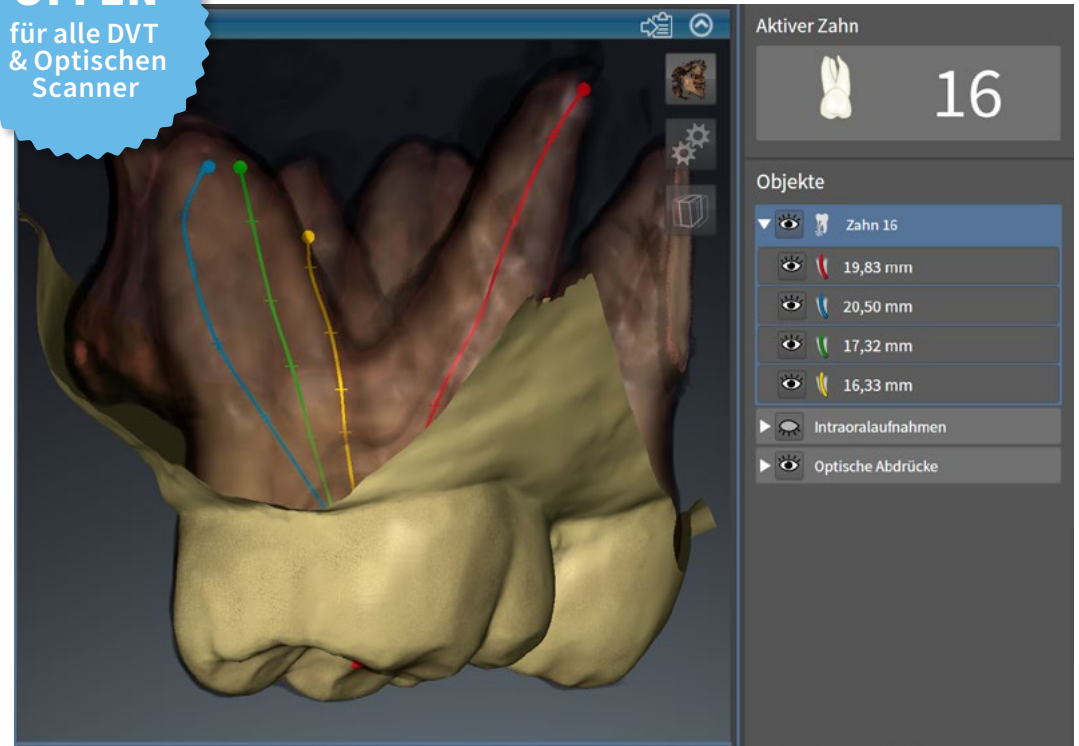 für alle DVT
& Optischen
Scanner
Aktiver Zahn
16
Objekte
Zahn 16
19,83 mm
20,50 mm
17,32 mm
16,33 mm
Intraoralaufnahmen
Optische Abdrücke